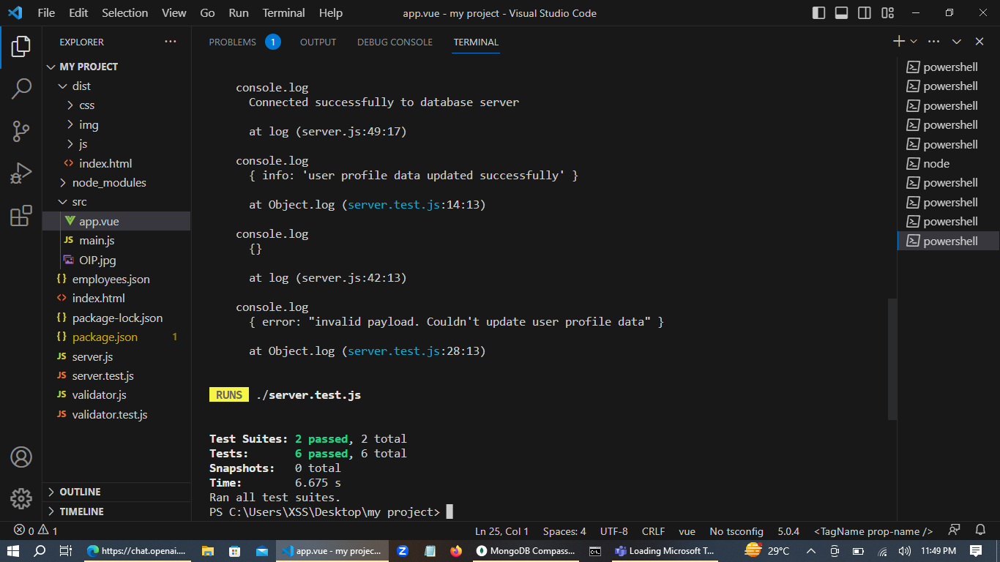 File Edit Selection View Go Run Terminal Help app.vue - my project - Visual Studio Code
EXPLORER
MY PROJECT
dist
css
img
js
index.html
node_modules
src
app.vue
main.js
OIP.jpg
employees.json
index.html
package-lock.json
package.json 1
server.js
server.test.js
validator.js
validator.test.js
OUTLINE
TIMELINE
PROBLEMS 1 OUTPUT DEBUG CONSOLE TERMINAL
console.log
Connected successfully to database server
at log (server.js:49:17)
console.log
{ info: 'user profile data updated successfully' }
at Object.log (server.test.js:14:13)
console.log
{}
at log (server.js:42:13)
console.log
{ error: "invalid payload. Couldn't update user profile data" }
at Object.log (server.test.js:28:13)
RUNS ./server.test.js
Test Suites: 2 passed, 2 total
Tests: 6 passed, 6 total
Snapshots: 0 total
Time: 6.675 s
Ran all test suites.
PS C:\Users\XSS\Desktop\my project>
powershell
powershell
powershell
powershell
powershell
node
powershell
powershell
powershell
powershell
0 1 Ln 25, Col 1 Spaces: 4 UTF-8 CRLF vue No tsconfig 5.0.4 <TagName prop-name />
https://chat.openai.... app.vue - my projec... MongoDB Compass... Loading Microsoft T... 29°C 11:49 PM